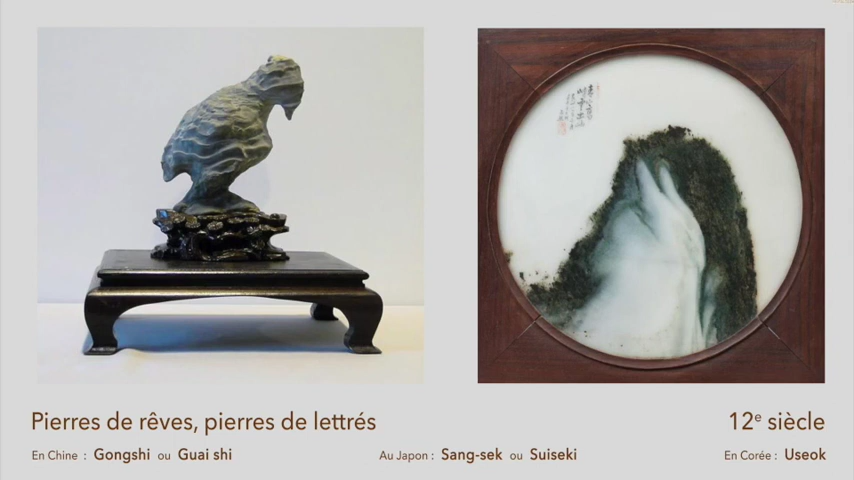 Pierres de rêves, pierres de lettrés
12e siècle
En Chine : Gongshi ou Guai shi
Au Japon : Sang-sek ou Suiseki
En Corée : Useok